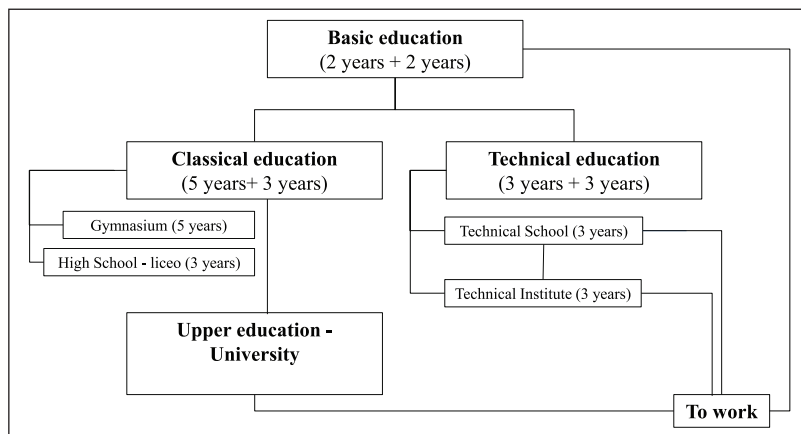 Basic education
(2 years + 2 years)
Classical education
(5 years+ 3 years)
Technical education
(3 years + 3 years)
Gymnasium (5 years)
High School - liceo (3 years)
Technical School (3 years)
Technical Institute (3 years)
Upper education -
University
To work